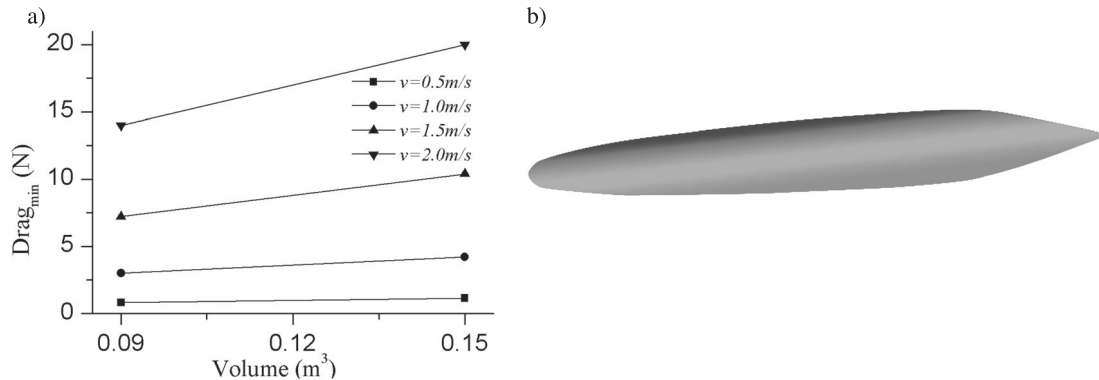 a)
b)
20
15
10
5
0
Drag_min (N)
v=0.5m/s
v=1.0m/s
v=1.5m/s
v=2.0m/s
0.09 0.12 0.15
Volume (m³)